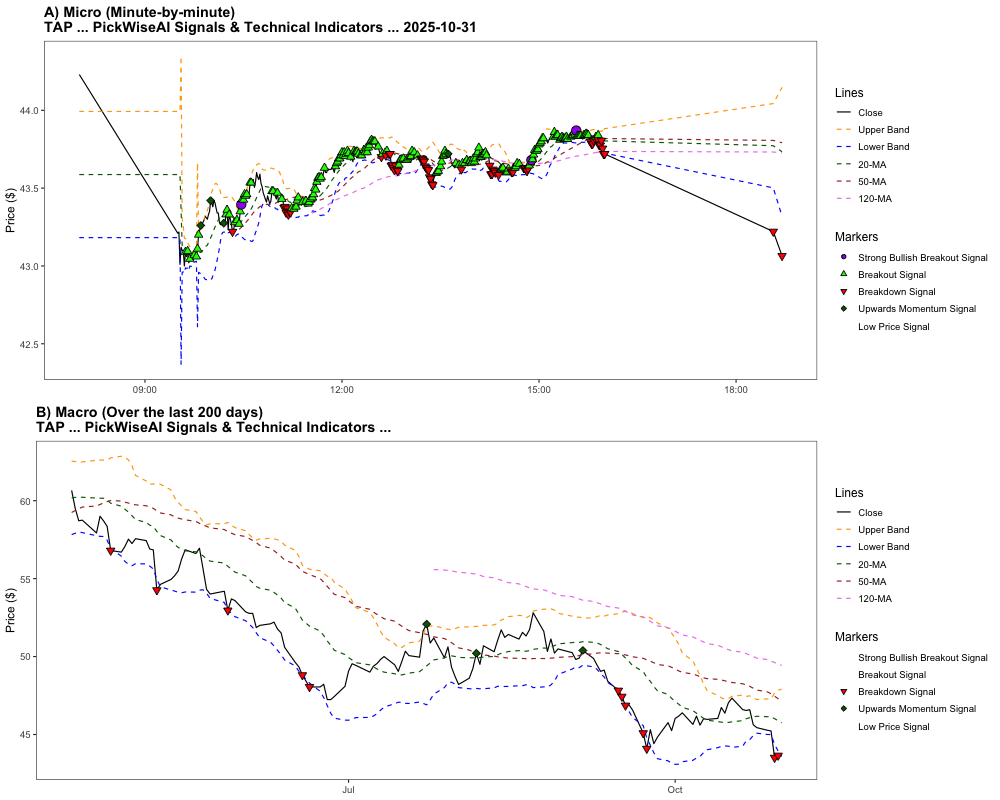 A) Micro (Minute-by-minute)
TAP ... PickWiseAI Signals & Technical Indicators ... 2025-10-31
Price ($)
44.0
43.5
43.0
42.5
09:00
12:00
15:00
18:00
Lines
Close
Upper Band
Lower Band
20-MA
50-MA
120-MA
Markers
Strong Bullish Breakout Signal
Breakout Signal
Breakdown Signal
Upwards Momentum Signal
Low Price Signal
B) Macro (Over the last 200 days)
TAP ... PickWiseAI Signals & Technical Indicators ...
Price ($)
60
55
50
45
Jul
Oct
Lines
Close
Upper Band
Lower Band
20-MA
50-MA
120-MA
Markers
Strong Bullish Breakout Signal
Breakout Signal
Breakdown Signal
Upwards Momentum Signal
Low Price Signal